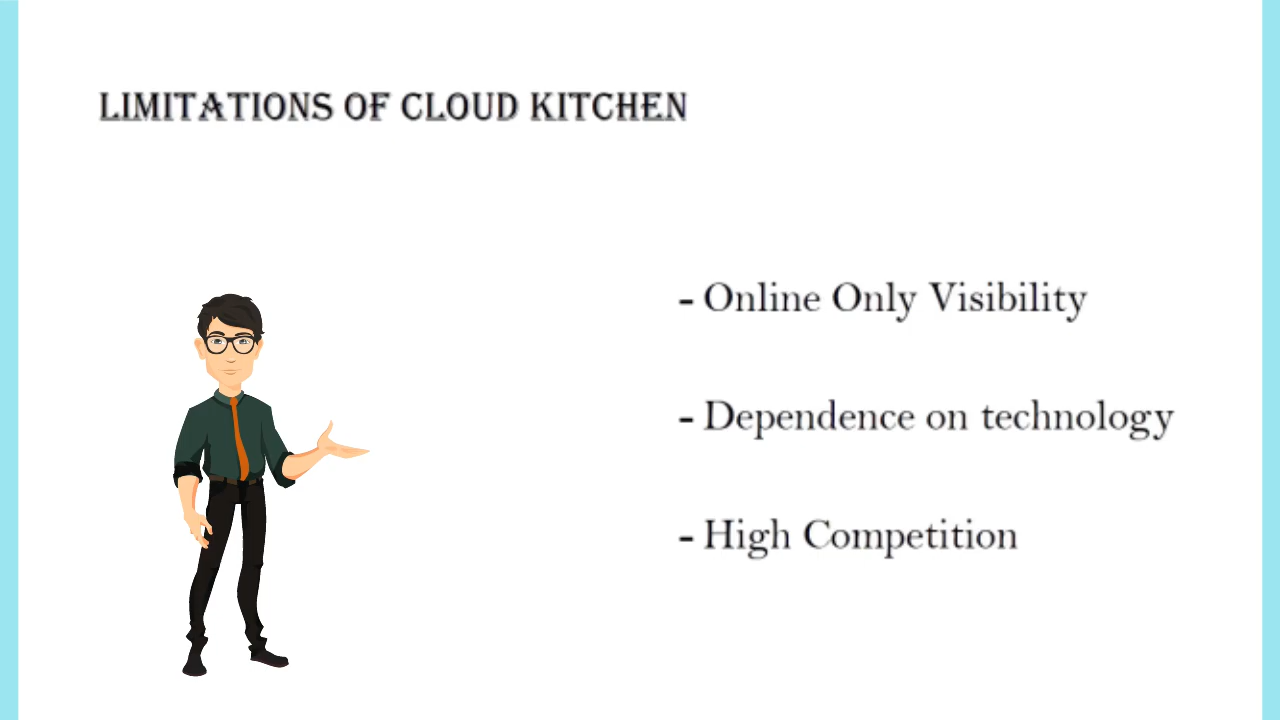 LIMITATIONS OF CLOUD KITCHEN
- Online Only Visibility
- Dependence on technology
- High Competition